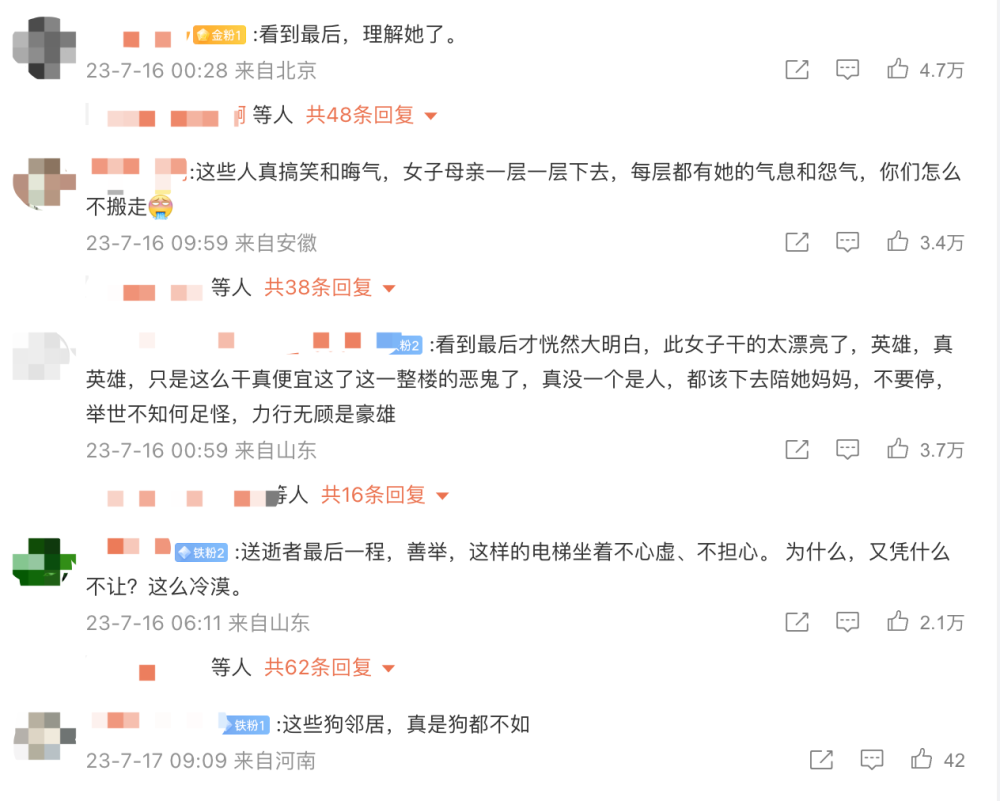 金粉1 :看到最后，理解她了。
23-7-16 00:28 来自北京 4.7万
等人 共48条回复
:这些人真搞笑和晦气，女子母亲一层一层下去，每层都有她的气息和怨气，你们怎么
不搬走
23-7-16 09:59 来自安徽 3.4万
等人 共38条回复
粉2 :看到最后才恍然大明白，此女子干的太漂亮了，英雄，真
英雄，只是这么干真便宜这了这一整楼的恶鬼了，真没一个是人，都该下去陪她妈妈，不要停，
举世不知何足怪，力行无顾是豪雄
23-7-16 00:59 来自山东 3.7万
等人 共16条回复
铁粉2 :送逝者最后一程，善举，这样的电梯坐着不心虚、不担心。 为什么，又凭什么
不让？这么冷漠。
23-7-16 06:11 来自山东 2.1万
等人 共62条回复
铁粉1 :这些狗邻居，真是狗都不如
23-7-17 09:09 来自河南 42